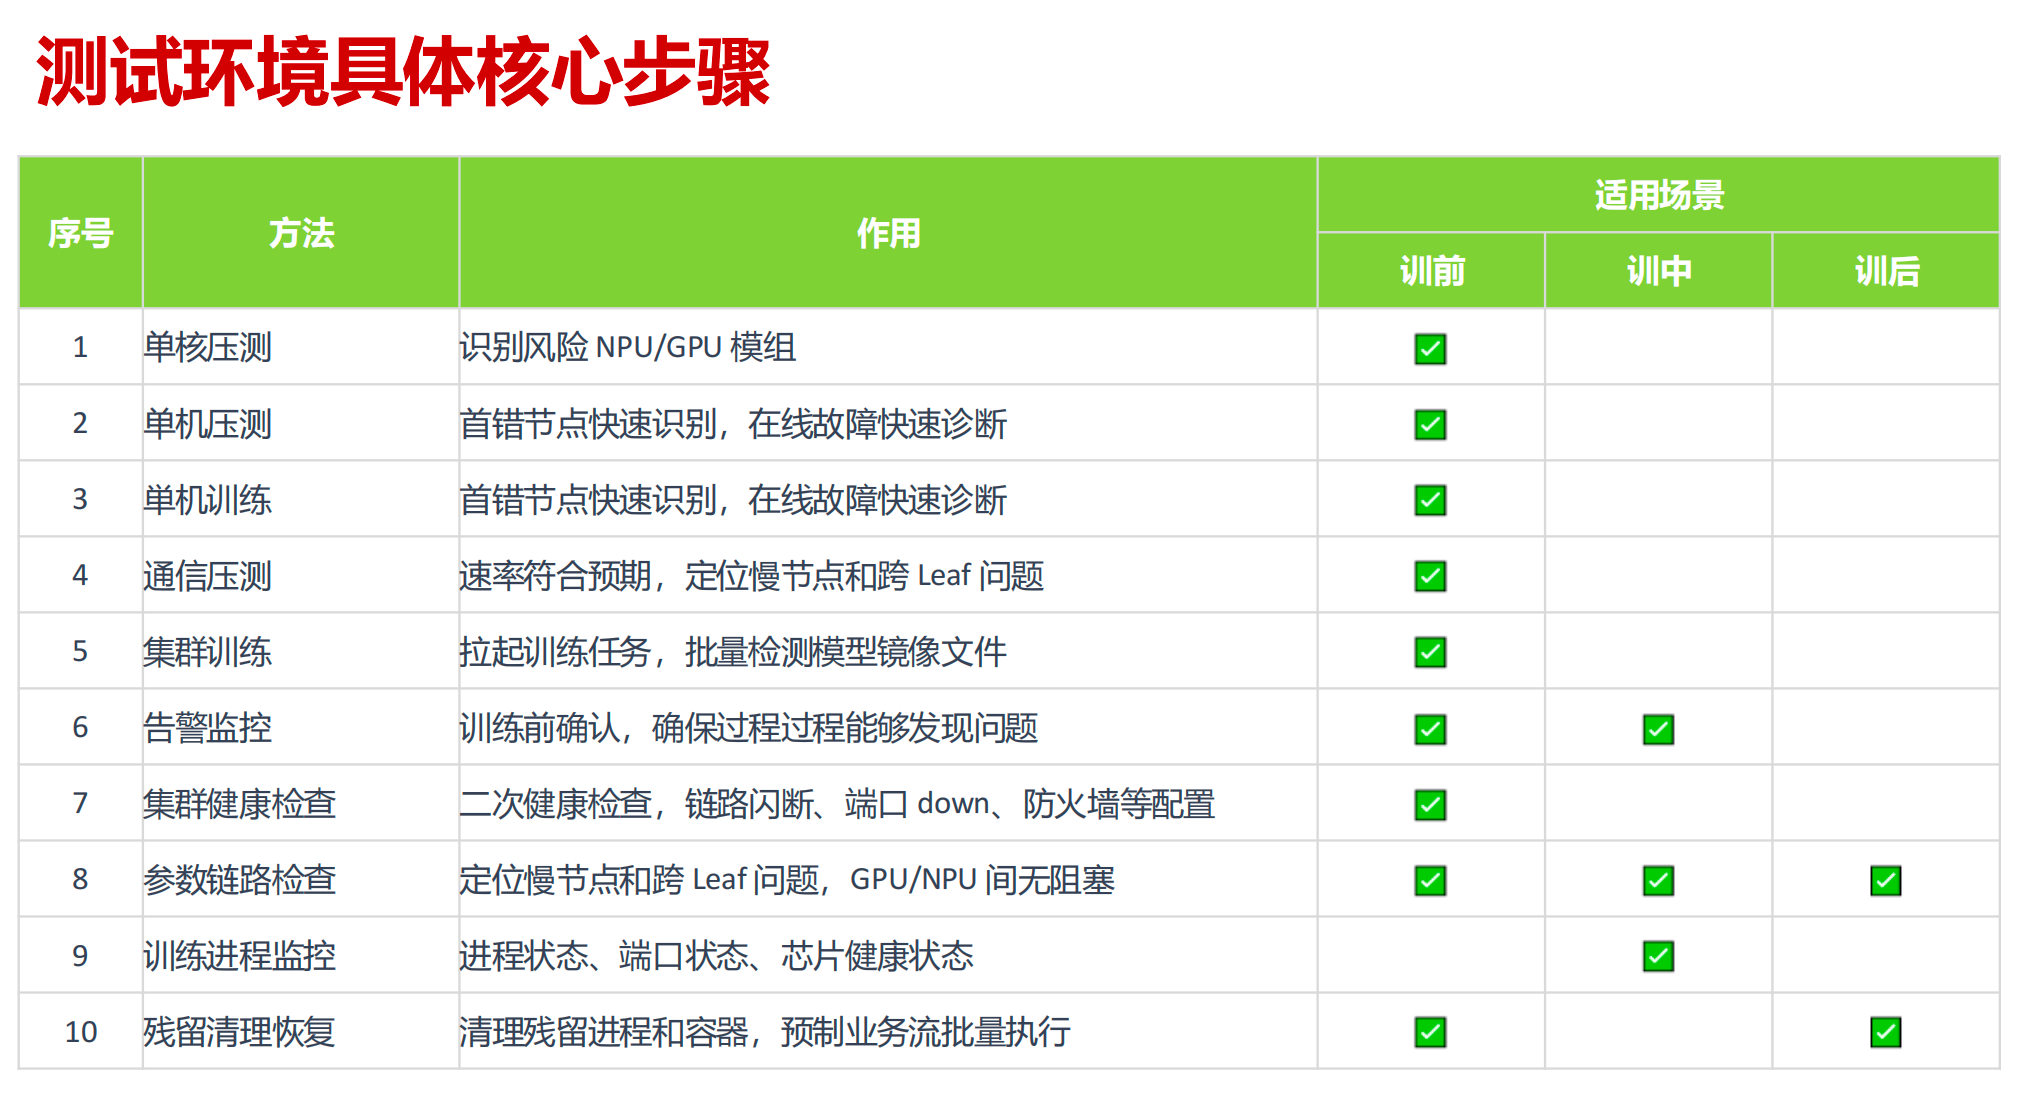 测试环境具体核心步骤
序号 方法 作用 适用场景
训前 训中 训后
1 单核压测 识别风险 NPU/GPU 模组 ✓
2 单机压测 首错节点快速识别，在线故障快速诊断 ✓
3 单机训练 首错节点快速识别，在线故障快速诊断 ✓
4 通信压测 速率符合预期，定位慢节点和跨 Leaf 问题 ✓
5 集群训练 拉起训练任务，批量检测模型镜像文件 ✓
6 告警监控 训练前确认，确保过程过程能够发现问题 ✓ ✓
7 集群健康检查 二次健康检查，链路闪断、端口 down、防火墙等配置 ✓
8 参数链路检查 定位慢节点和跨 Leaf 问题，GPU/NPU 间无阻塞 ✓ ✓ ✓
9 训练进程监控 进程状态、端口状态、芯片健康状态 ✓
10 残留清理恢复 清理残留进程和容器，预制业务流批量执行 ✓ ✓